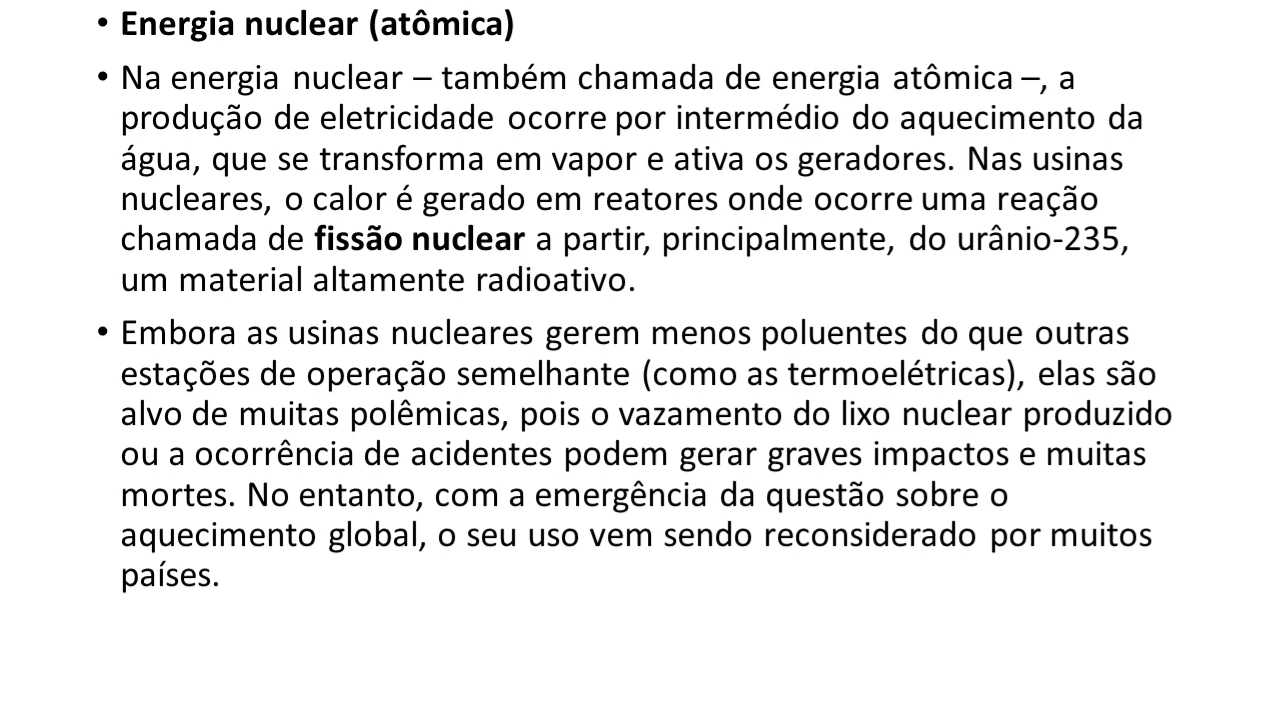 • Energia nuclear (atômica)
• Na energia nuclear – também chamada de energia atômica –, a
produção de eletricidade ocorre por intermédio do aquecimento da
água, que se transforma em vapor e ativa os geradores. Nas usinas
nucleares, o calor é gerado em reatores onde ocorre uma reação
chamada de fissão nuclear a partir, principalmente, do urânio-235,
um material altamente radioativo.
• Embora as usinas nucleares gerem menos poluentes do que outras
estações de operação semelhante (como as termoelétricas), elas são
alvo de muitas polêmicas, pois o vazamento do lixo nuclear produzido
ou a ocorrência de acidentes podem gerar graves impactos e muitas
mortes. No entanto, com a emergência da questão sobre o
aquecimento global, o seu uso vem sendo reconsiderado por muitos
países.